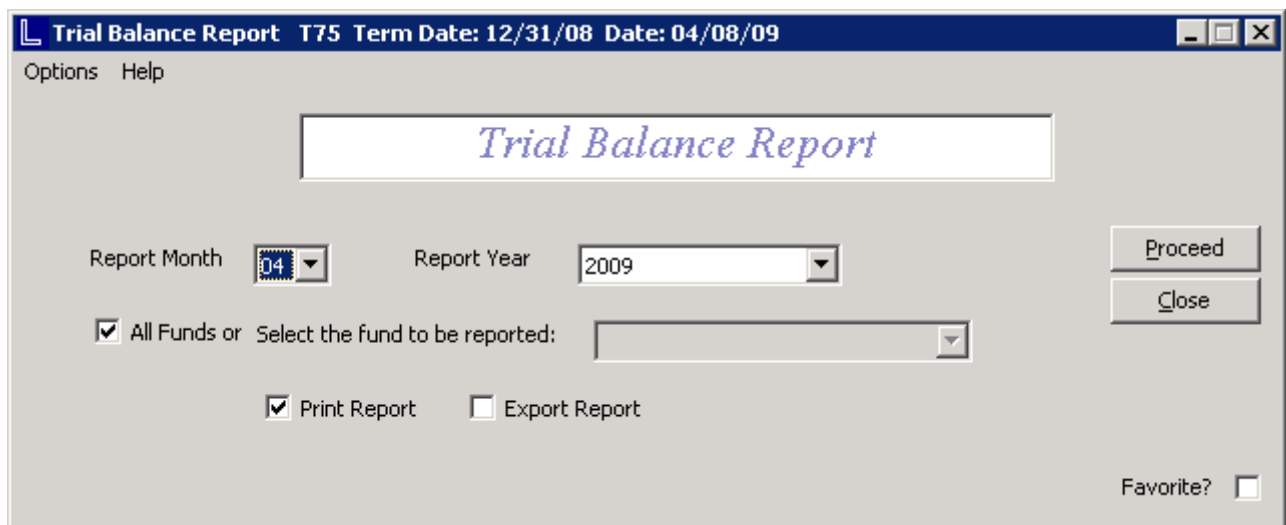 L Trial Balance Report T75 Term Date: 12/31/08 Date: 04/08/09
Options Help
Trial Balance Report
Report Month 04 Report Year 2009 Proceed
Close
All Funds or Select the fund to be reported:
Print Report Export Report
Favorite?